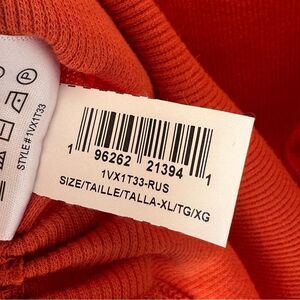 STYLE#1VX1T33
P
1 96262 21394 1
1VX1T33-RUS
SIZE/TAILLE/TALLA-XL/TG/XG